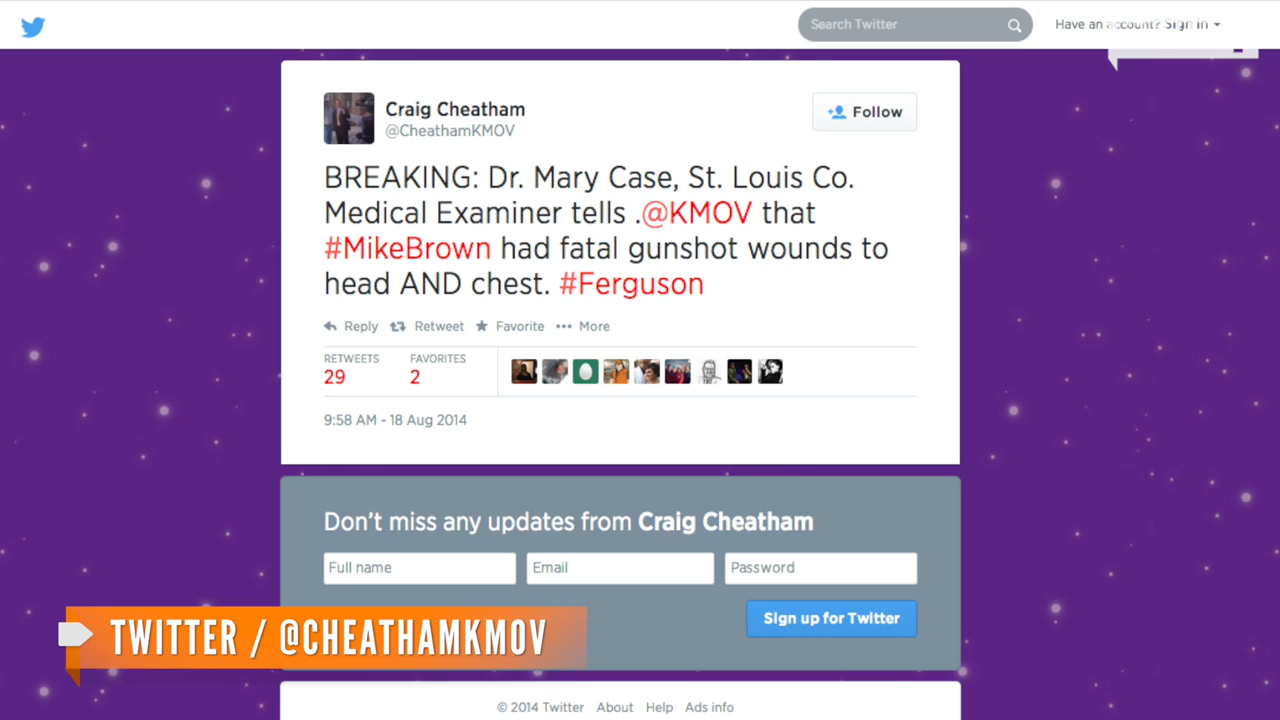 Search Twitter
Have an account? Sign in
Craig Cheatham
@CheathamKMOV
Follow
BREAKING: Dr. Mary Case, St. Louis Co.
Medical Examiner tells .@KMOV that
#MikeBrown had fatal gunshot wounds to
head AND chest. #Ferguson
Reply Retweet Favorite More
RETWEETS FAVORITES
29 2
9:58 AM - 18 Aug 2014
Don't miss any updates from Craig Cheatham
Full name Email Password
Sign up for Twitter
TWITTER / @CHEATHAMKMOV
© 2014 Twitter About Help Ads info